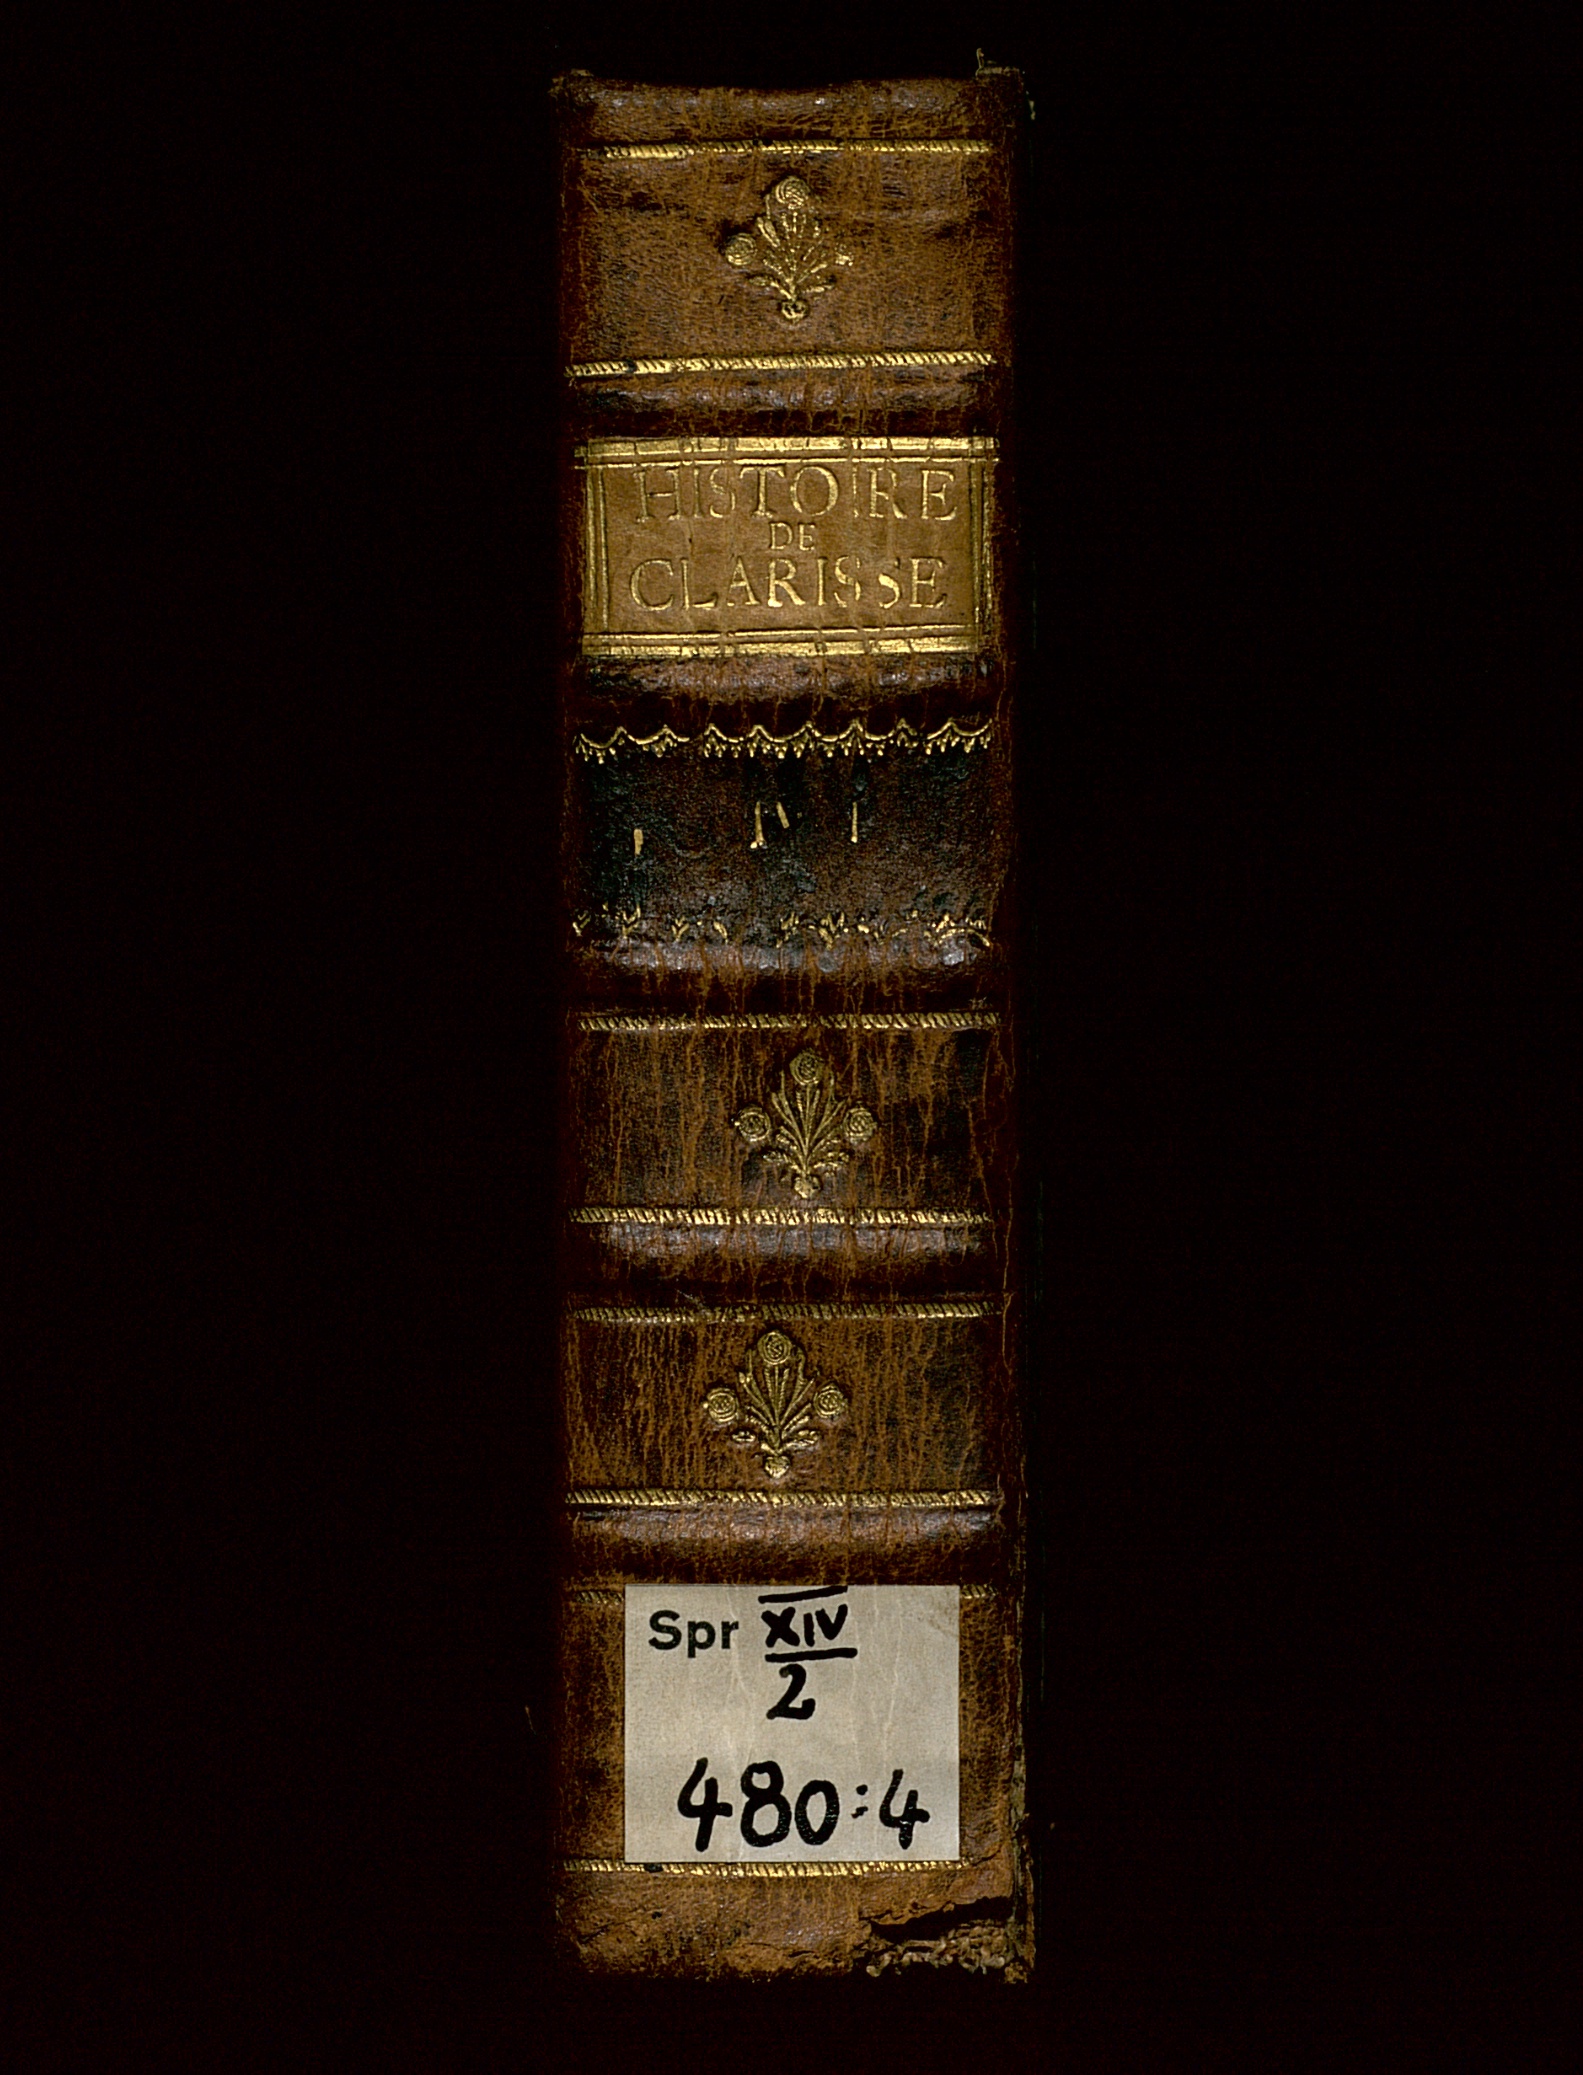 HISTOIRE
DE
CLARISSE
Spr XIV
2
480:4